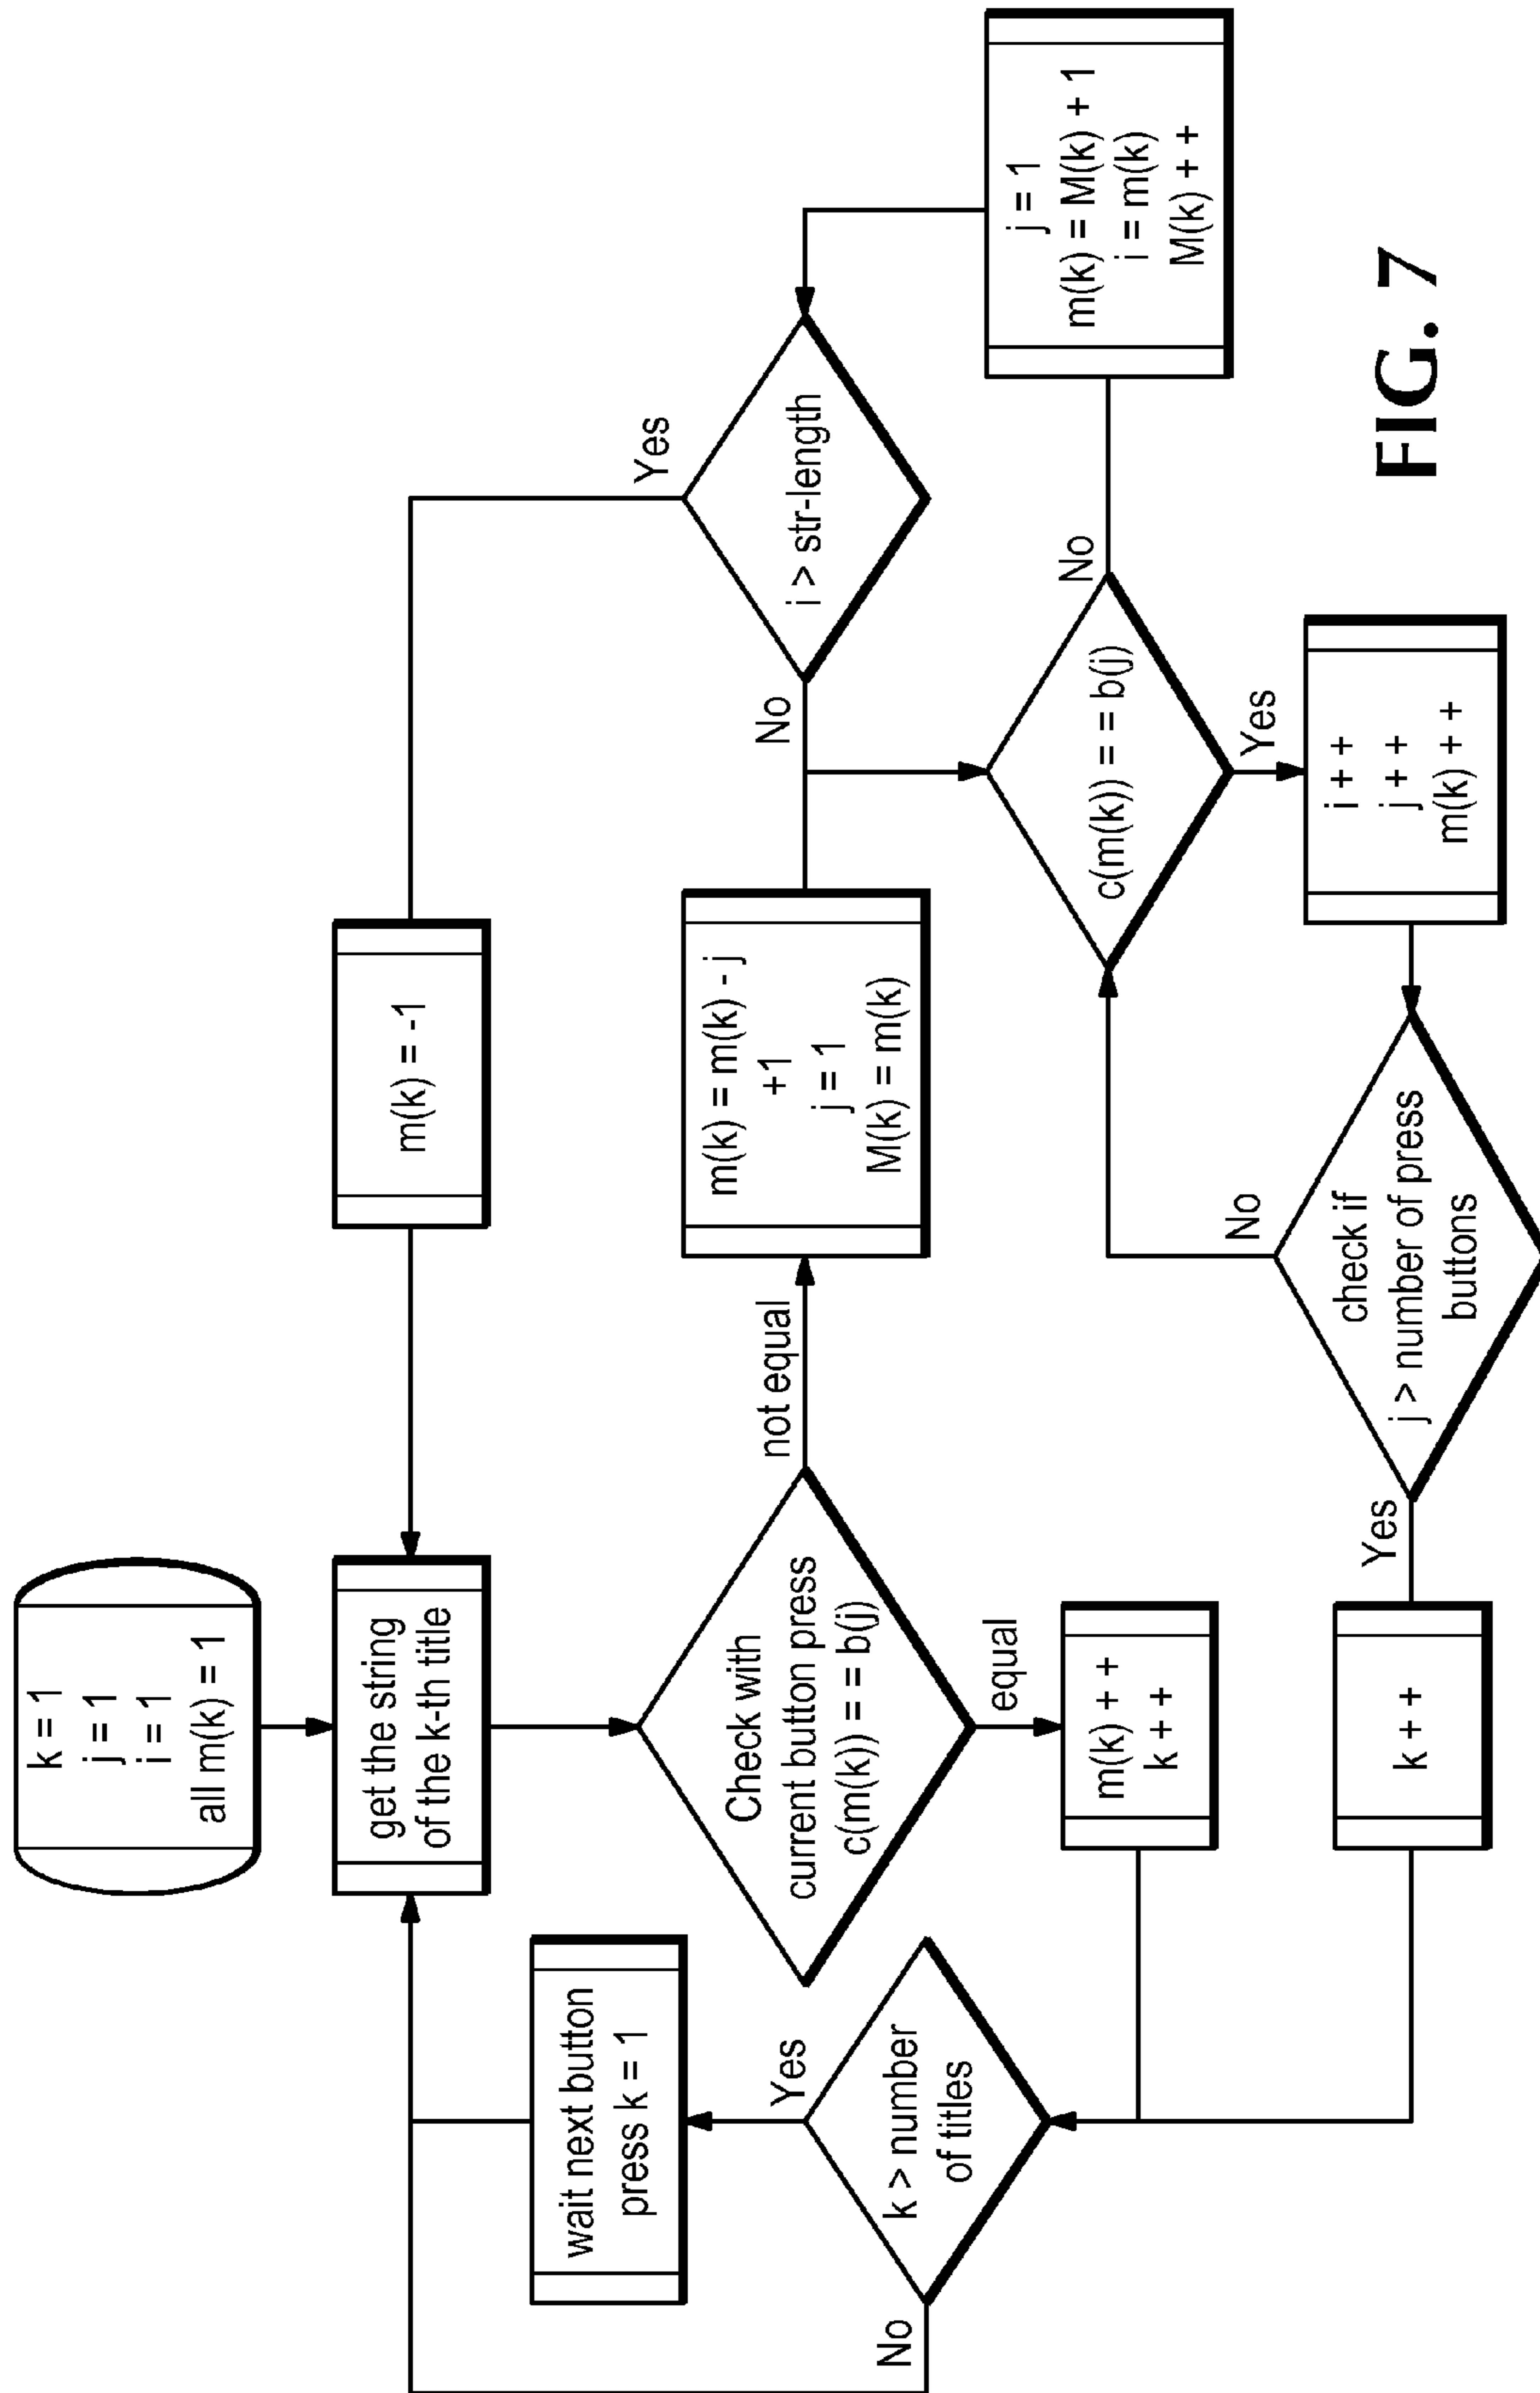 k = 1
j = 1
i = 1
all m(k) = 1
get the string
of the k-th title
m(k) = -1
wait next button
press k = 1
Yes
k > number
of titles
No
Check with
current button press
c(m(k)) = = b(j)
not equal
equal
m(k) = m(k) - j
+1
j = 1
M(k) = m(k)
No
i > str-length
Yes
m(k) + +
k + +
c(m(k)) = = b(j)
No
Yes
j = 1
m(k) = M(k) + 1
i = m(k)
M(k) + +
k + +
Yes
check if
j > number of press
buttons
No
i + +
j + +
m(k) + +
FIG. 7